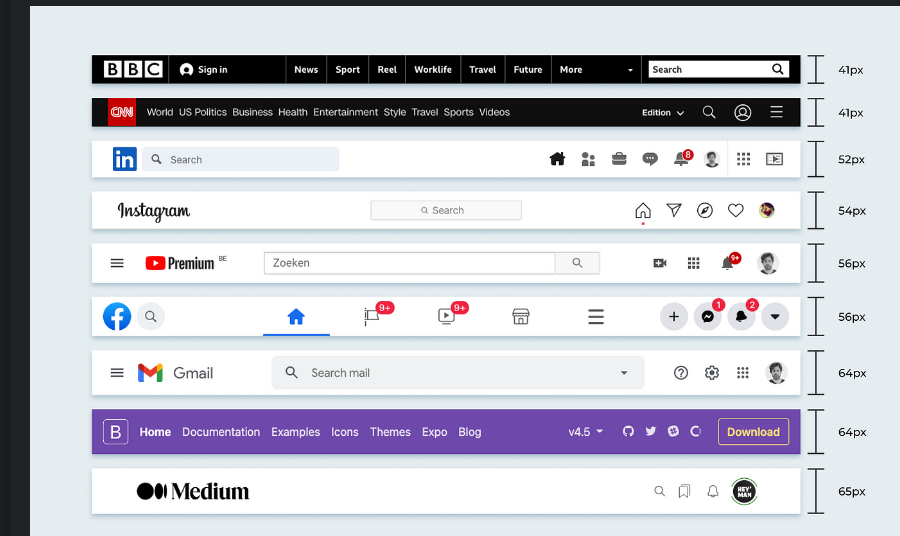 BBC Sign in News Sport Reel Worklife Travel Future More Search 41px
CNN World US Politics Business Health Entertainment Style Travel Sports Videos Edition 41px
in Search 8 52px
Instagram Search 54px
Premium BE Zoeken 9+ 56px
f 9+ 9+ 1 2 56px
Gmail Search mail 64px
B Home Documentation Examples Icons Themes Expo Blog v4.5 Download 64px
Medium HEY' MAN 65px